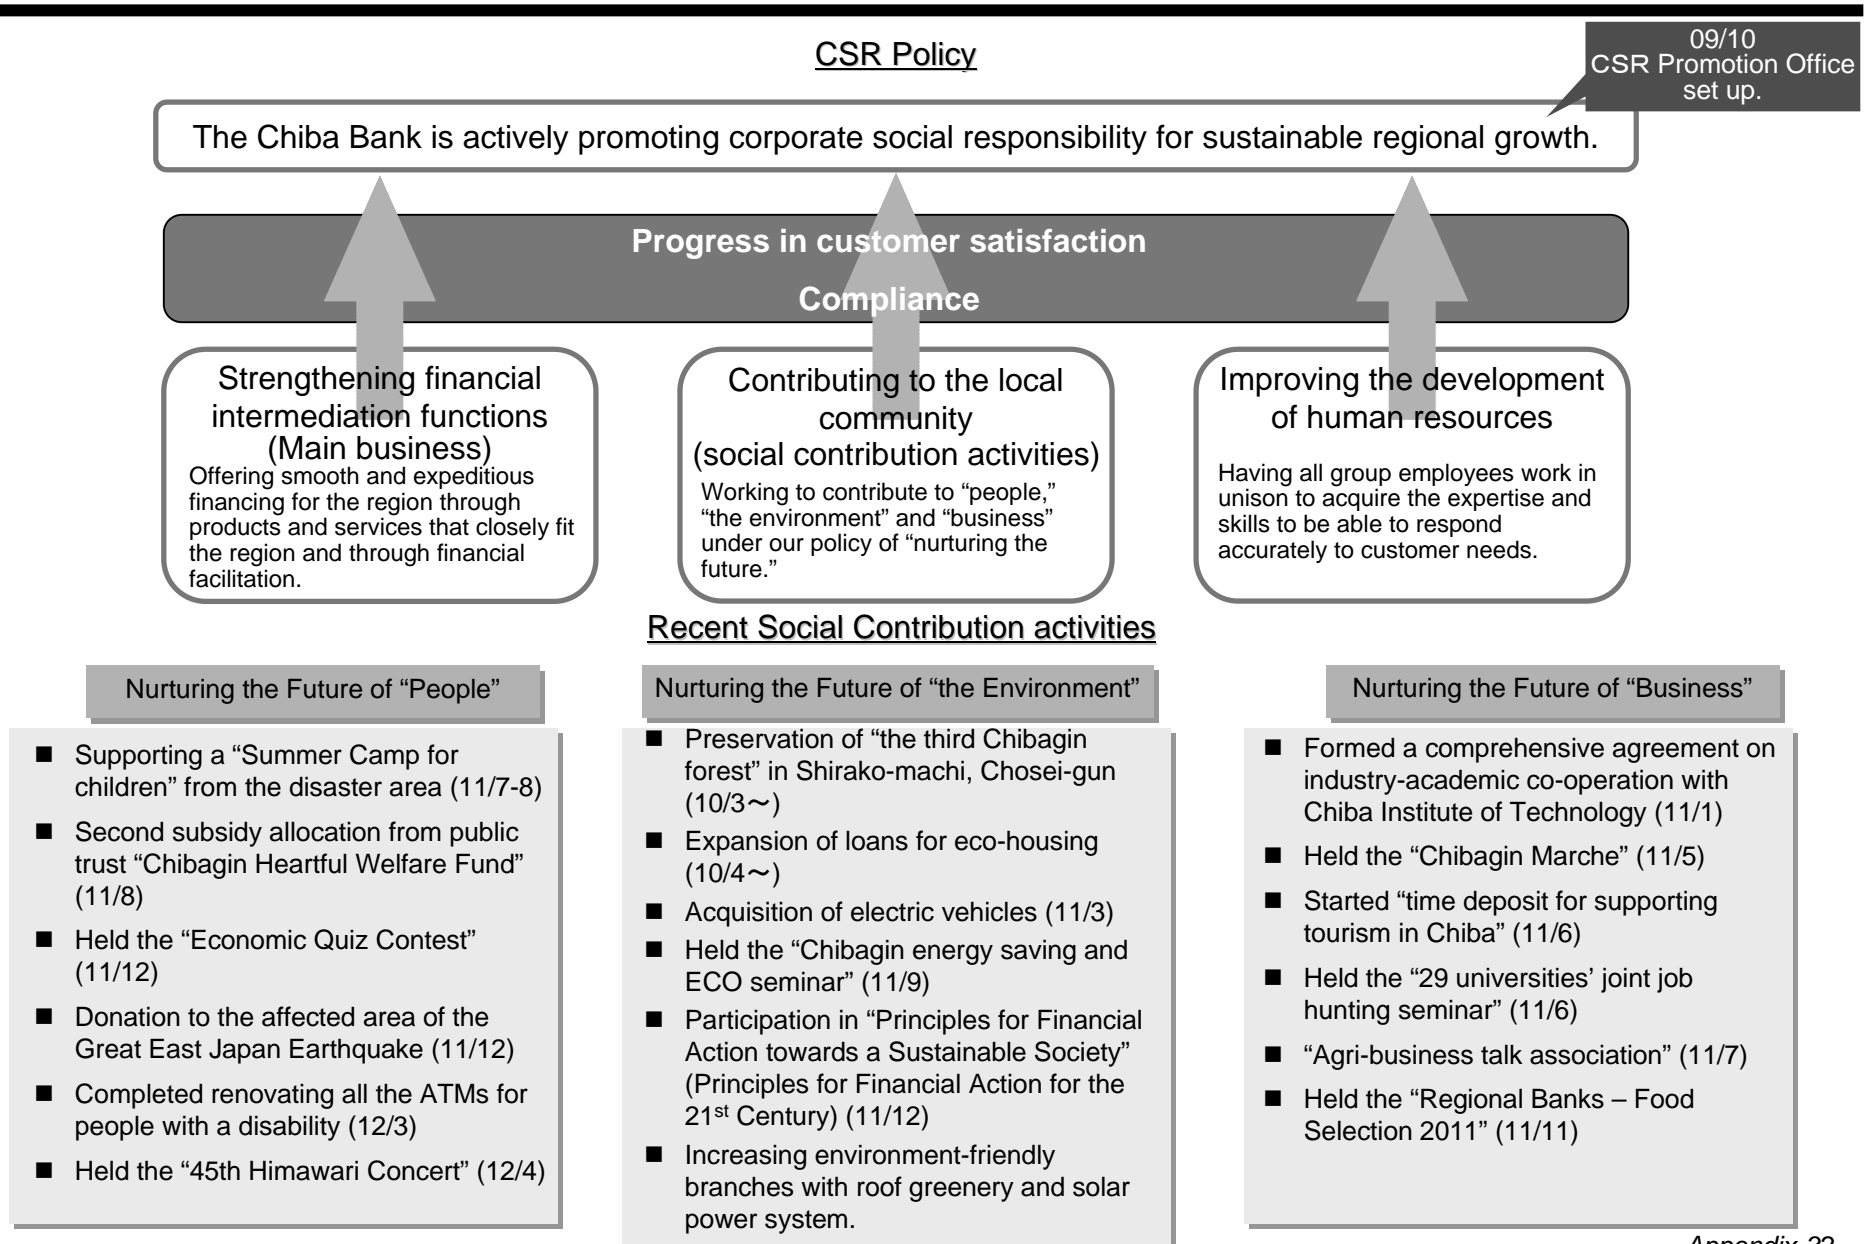 CSR Policy
09/10
CSR Promotion Office
set up.
The Chiba Bank is actively promoting corporate social responsibility for sustainable regional growth.
Progress in customer satisfaction
Compliance
Strengthening financial
intermediation functions
(Main business)
Offering smooth and expeditious
financing for the region through
products and services that closely fit
the region and through financial
facilitation.
Contributing to the local
community
(social contribution activities)
Working to contribute to “people,”
“the environment” and “business”
under our policy of “nurturing the
future.”
Improving the development
of human resources
Having all group employees work in
unison to acquire the expertise and
skills to be able to respond
accurately to customer needs.
Recent Social Contribution activities
Nurturing the Future of “People”
■ Supporting a “Summer Camp for
children” from the disaster area (11/7-8)
■ Second subsidy allocation from public
trust “Chibagin Heartful Welfare Fund”
(11/8)
■ Held the “Economic Quiz Contest”
(11/12)
■ Donation to the affected area of the
Great East Japan Earthquake (11/12)
■ Completed renovating all the ATMs for
people with a disability (12/3)
■ Held the “45th Himawari Concert” (12/4)
Nurturing the Future of “the Environment”
■ Preservation of “the third Chibagin
forest” in Shirako-machi, Chosei-gun
(10/3～)
■ Expansion of loans for eco-housing
(10/4～)
■ Acquisition of electric vehicles (11/3)
■ Held the “Chibagin energy saving and
ECO seminar” (11/9)
■ Participation in “Principles for Financial
Action towards a Sustainable Society”
(Principles for Financial Action for the
21st Century) (11/12)
■ Increasing environment-friendly
branches with roof greenery and solar
power system.
Nurturing the Future of “Business”
■ Formed a comprehensive agreement on
industry-academic co-operation with
Chiba Institute of Technology (11/1)
■ Held the “Chibagin Marche” (11/5)
■ Started “time deposit for supporting
tourism in Chiba” (11/6)
■ Held the “29 universities’ joint job
hunting seminar” (11/6)
■ “Agri-business talk association” (11/7)
■ Held the “Regional Banks – Food
Selection 2011” (11/11)